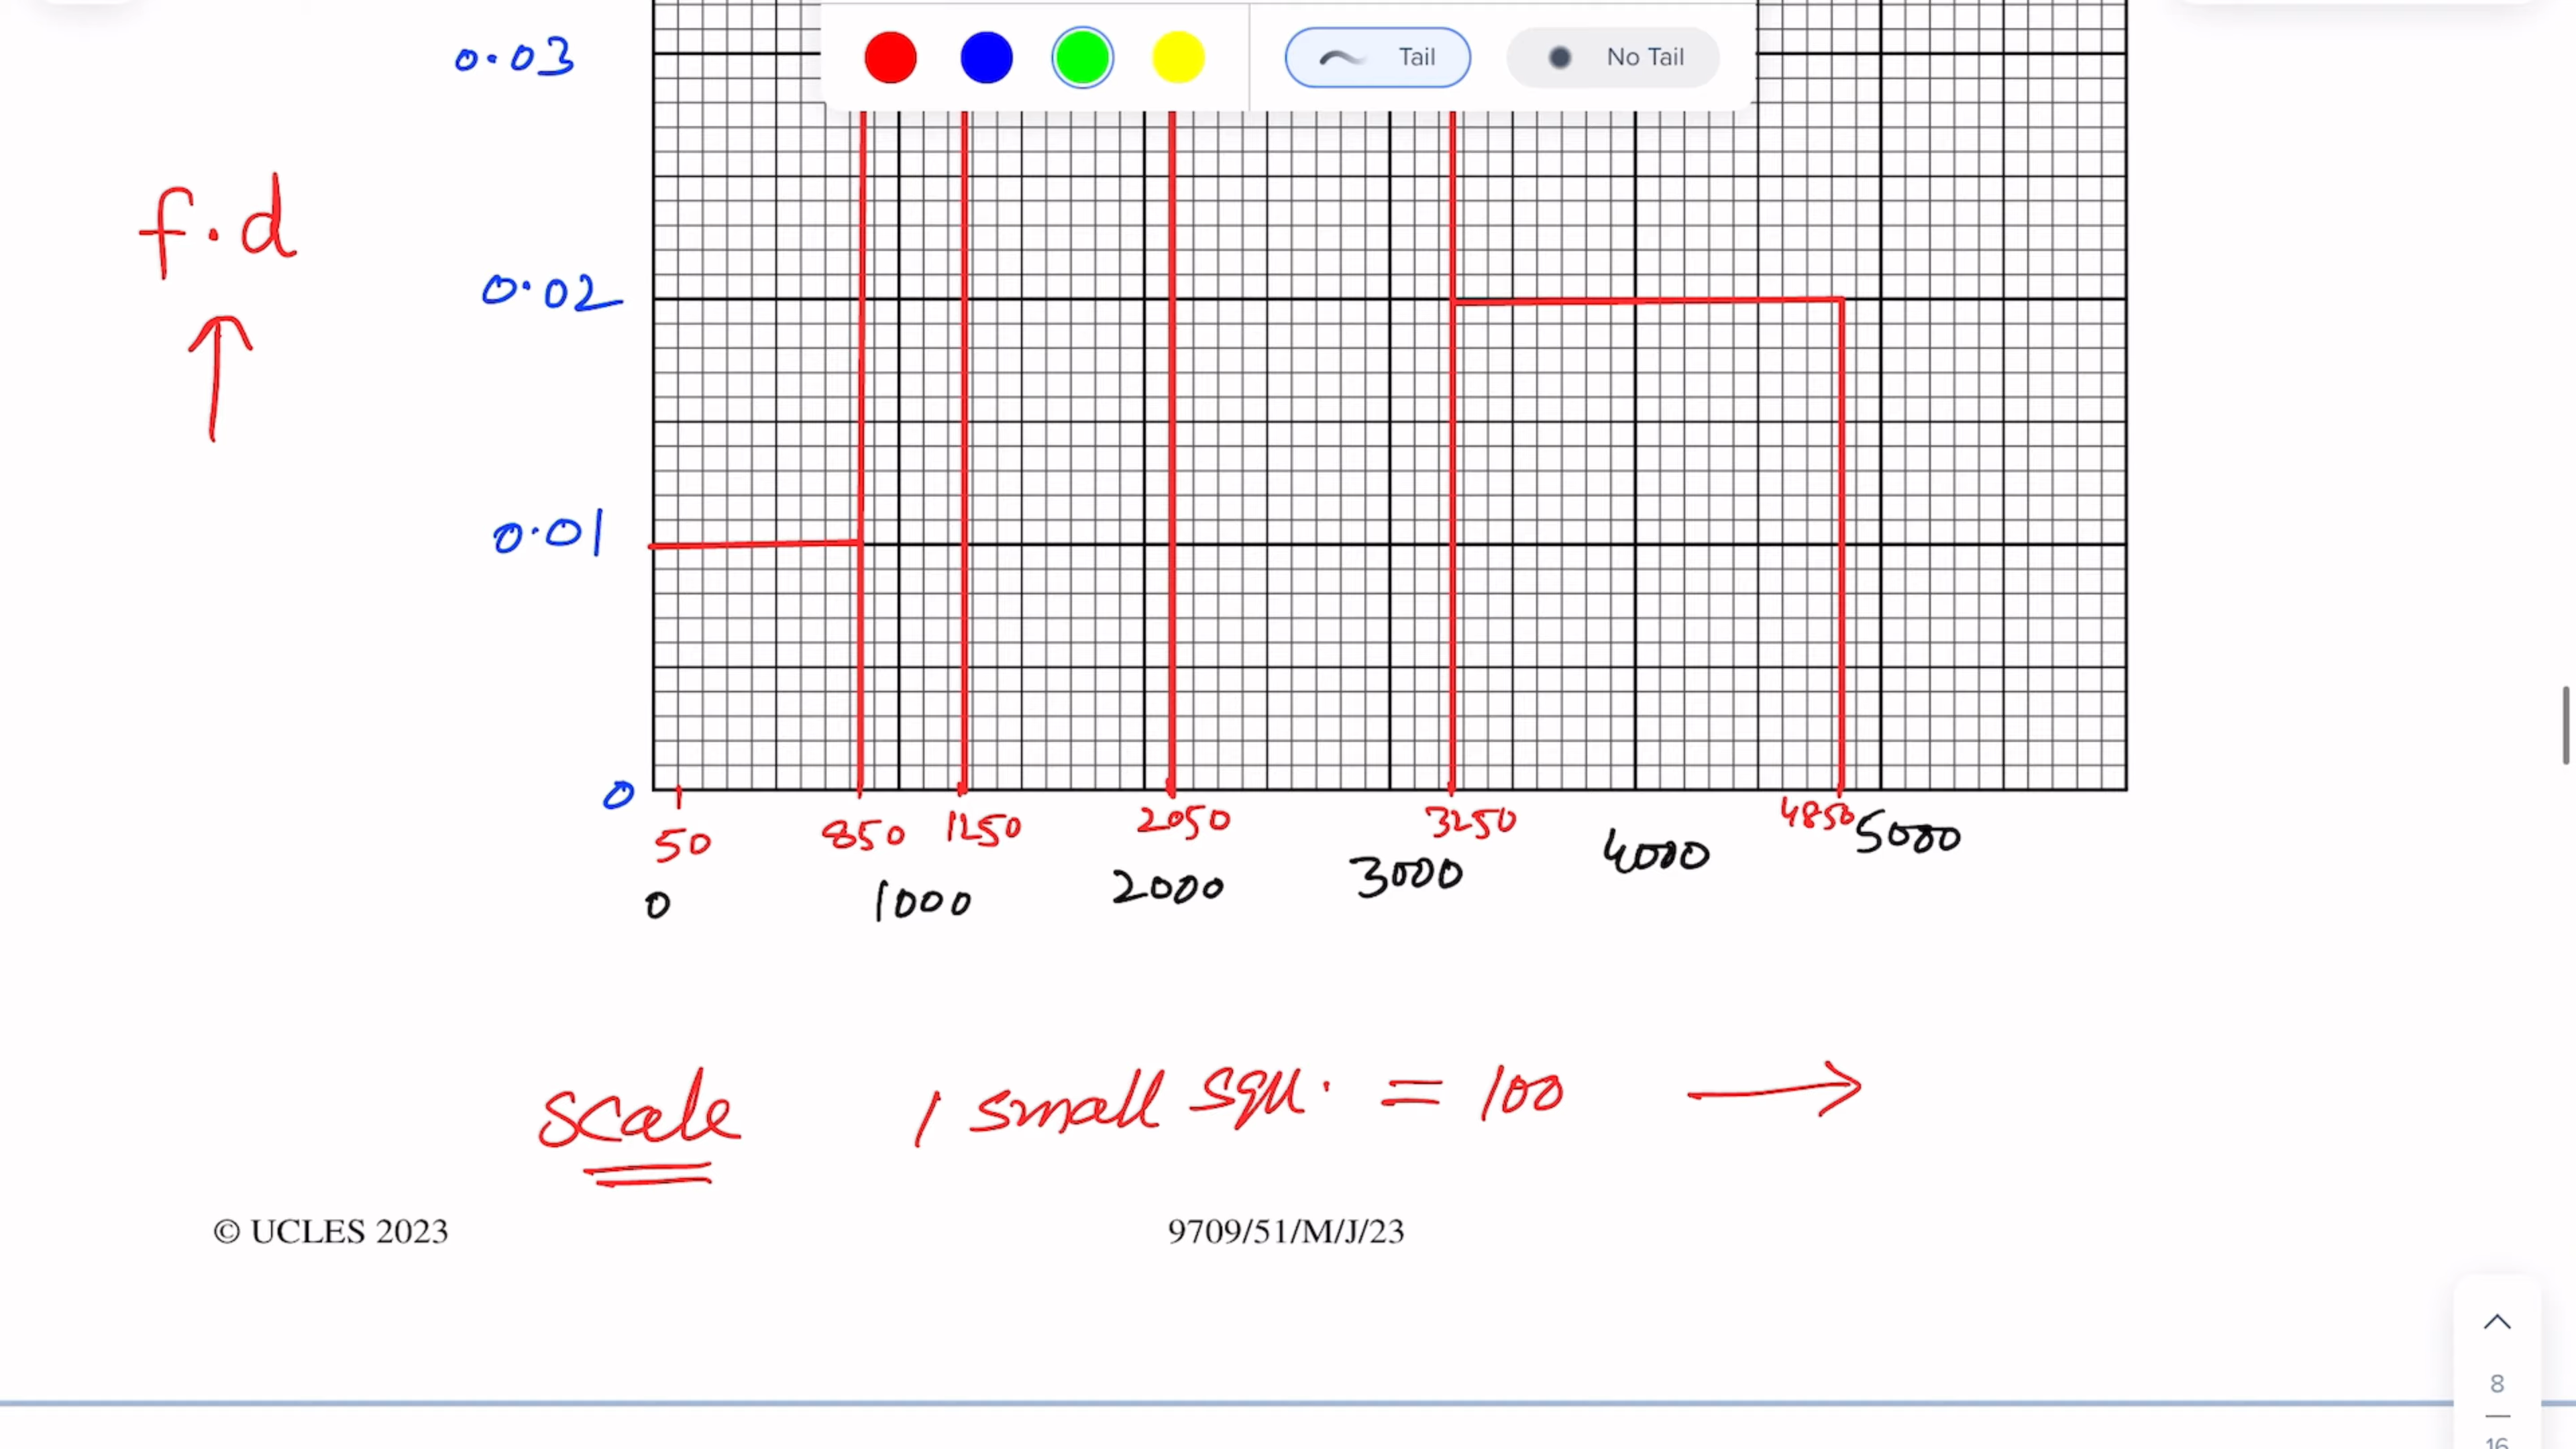 Tail No Tail
0.03
f.d
0.02
0.01
0
50 850 1250 2050 3250 4850
0 1000 2000 3000 4000 5000
scale 1 small squ. = 100
© UCLES 2023 9709/51/M/J/23
8
16